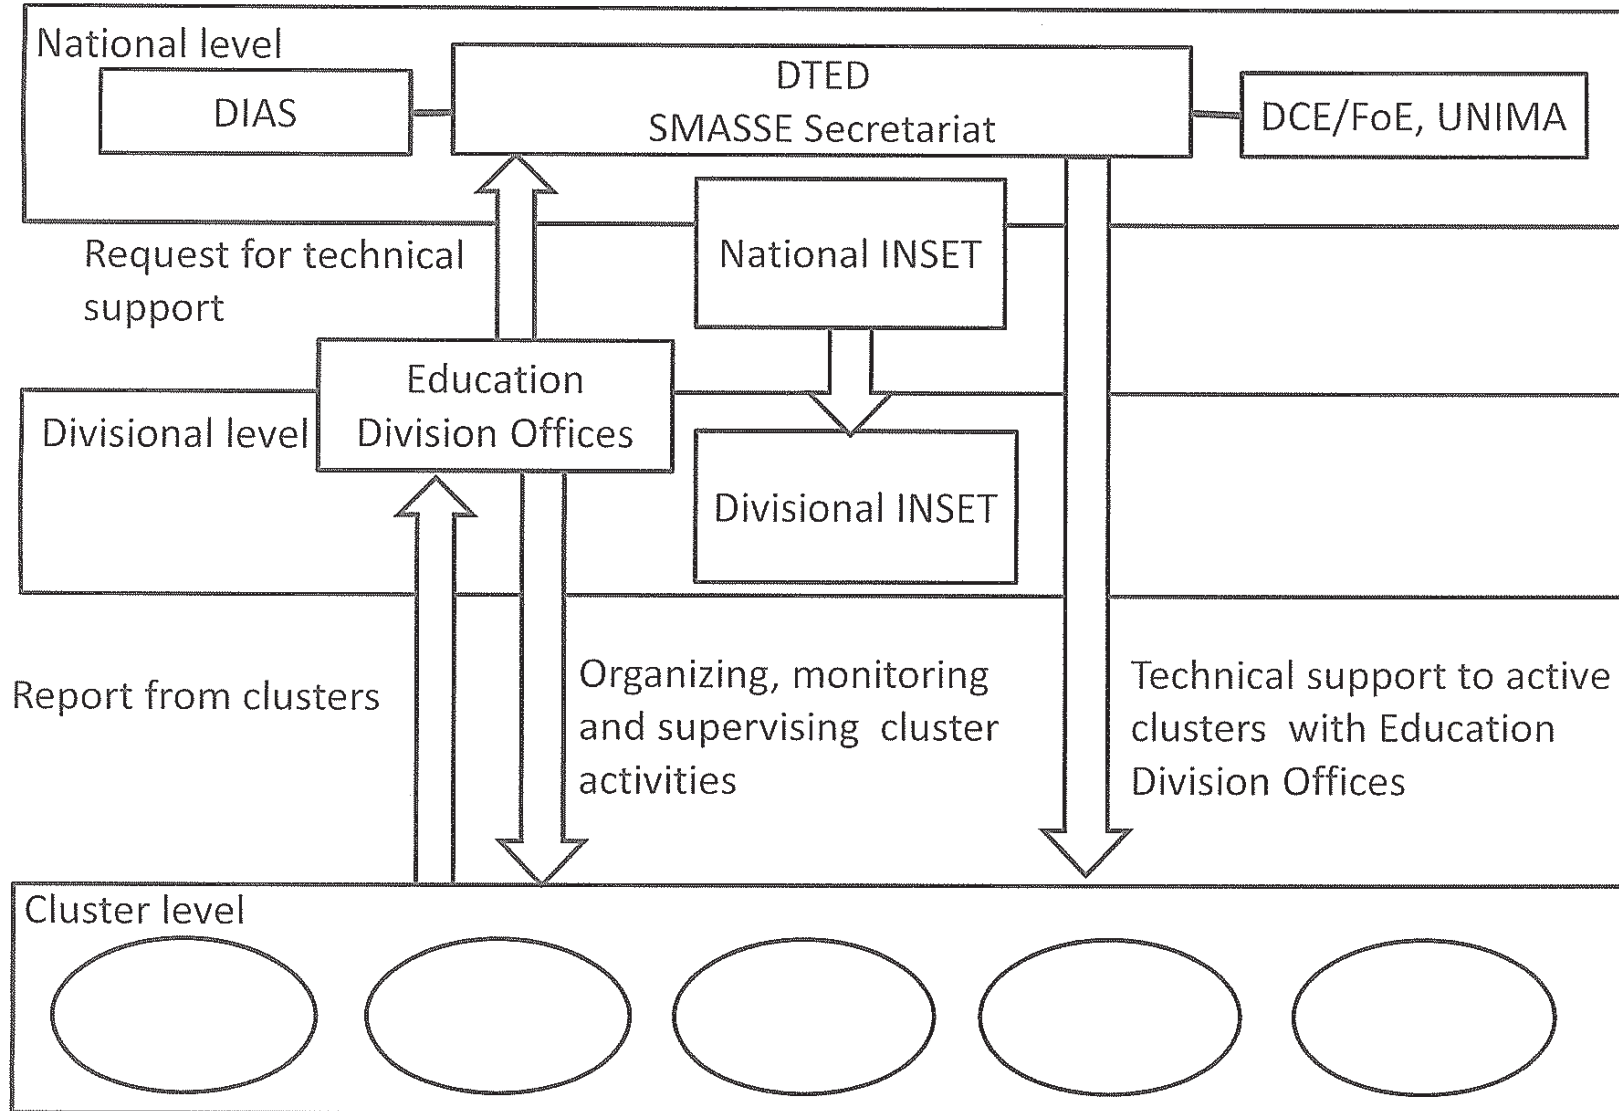 National level
DIAS
DTED
SMASSE Secretariat
DCE/FoE, UNIMA
Request for technical
support
National INSET
Education
Division Offices
Divisional level
Divisional INSET
Report from clusters
Organizing, monitoring
and supervising cluster
activities
Technical support to active
clusters with Education
Division Offices
Cluster level